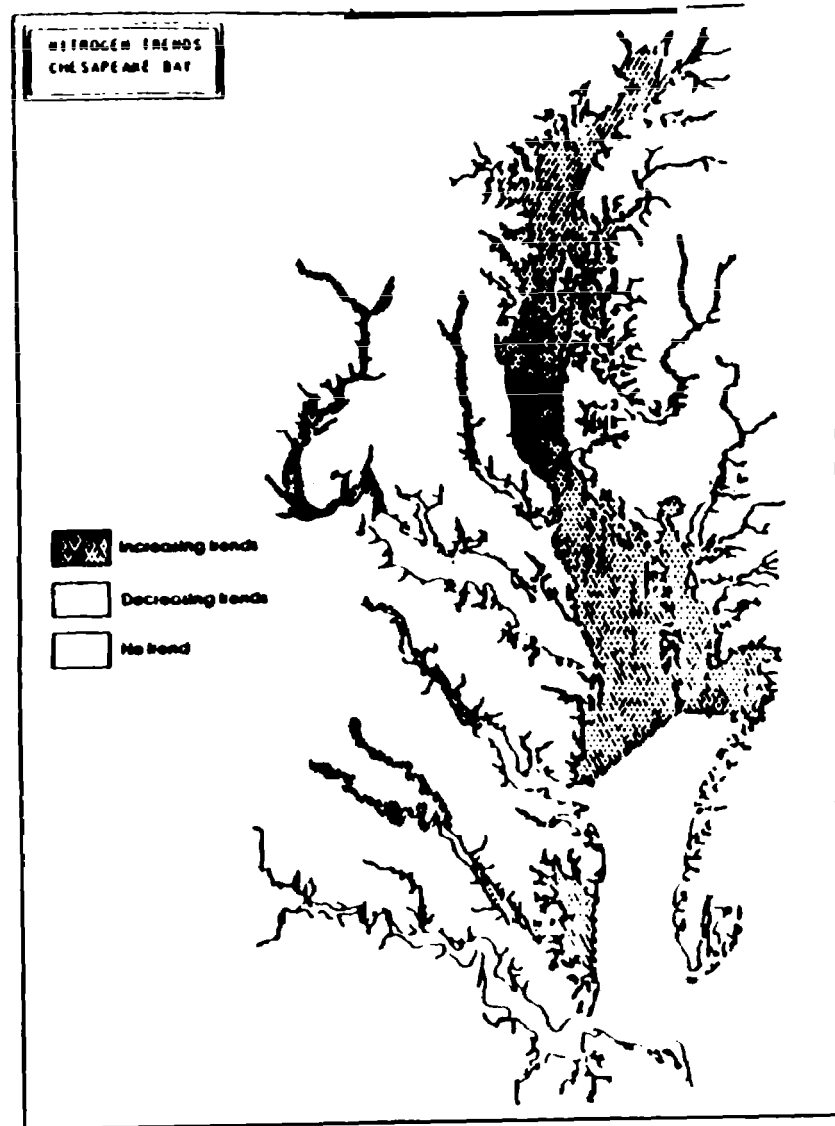 NITROGEN TRENDS
CHESAPEAKE BAY
Increasing trends
Decreasing trends
No trend